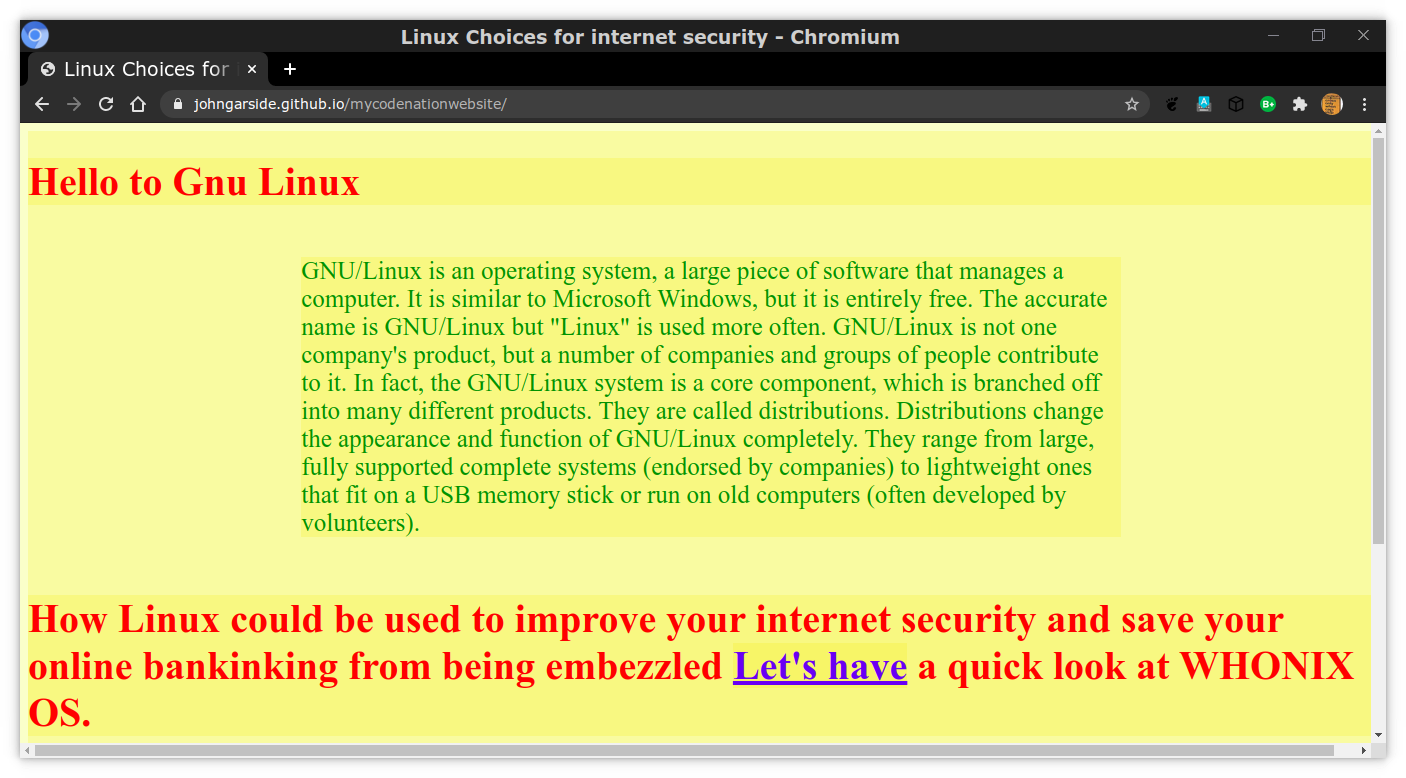 Linux Choices for internet security - Chromium
Linux Choices for
johngarside.github.io/mycodenationwebsite/
Hello to Gnu Linux
GNU/Linux is an operating system, a large piece of software that manages a
computer. It is similar to Microsoft Windows, but it is entirely free. The accurate
name is GNU/Linux but "Linux" is used more often. GNU/Linux is not one
company's product, but a number of companies and groups of people contribute
to it. In fact, the GNU/Linux system is a core component, which is branched off
into many different products. They are called distributions. Distributions change
the appearance and function of GNU/Linux completely. They range from large,
fully supported complete systems (endorsed by companies) to lightweight ones
that fit on a USB memory stick or run on old computers (often developed by
volunteers).
How Linux could be used to improve your internet security and save your
online bankinking from being embezzled Let's have a quick look at WHONIX
OS.